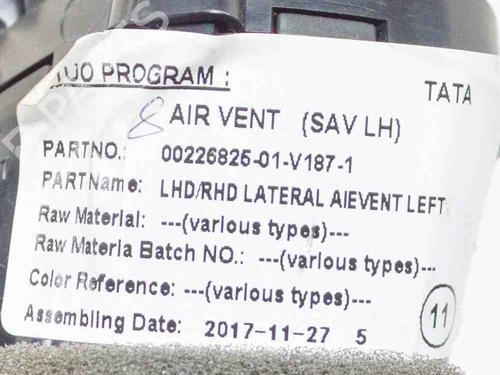 PROGRAM : TATA
8 AIR VENT (SAV LH)
PARTNO.: 00226825-01-V187-1
PARTName: LHD/RHD LATERAL AIEVENT LEFT
Raw Material: ---(various types)---
Raw Materia Batch NO.: ---(various types)---
Color Reference: ---(various types)---
Assembling Date: 2017-11-27 5
11